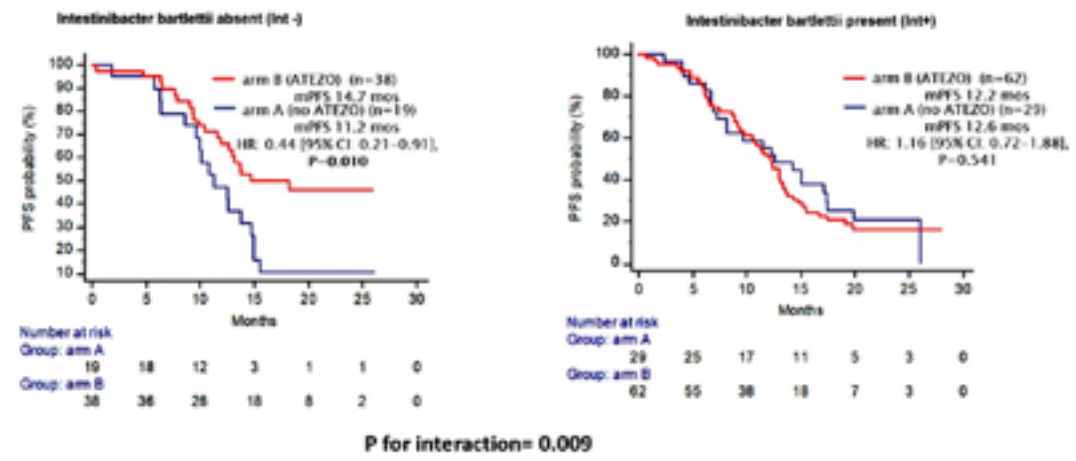 Intestinibacter bartlettii absent (Int -)
arm B (ATEZO) (n=38)
mPFS 14.7 mos
arm A (no ATEZO) (n=19)
mPFS 11.2 mos
HR: 0.44 [95% CI: 0.21-0.91],
P=0.010
PFS probability (%)
100
90
80
70
60
50
40
30
20
10
0 5 10 15 20 25 30
Months
Number at risk
Group: arm A
19 18 12 3 1 1 0
Group: arm B
38 36 28 18 8 2 0
Intestinibacter bartlettii present (Int+)
arm B (ATEZO) (n=62)
mPFS 12.2 mos
arm A (no ATEZO) (n=29)
mPFS 12.6 mos
HR: 1.16 [95% CI: 0.72-1.88],
P=0.541
PFS probability (%)
100
80
60
40
20
0
0 5 10 15 20 25 30
Months
Number at risk
Group: arm A
29 25 17 11 5 3 0
Group: arm B
62 55 38 18 7 3 0
P for interaction= 0.009